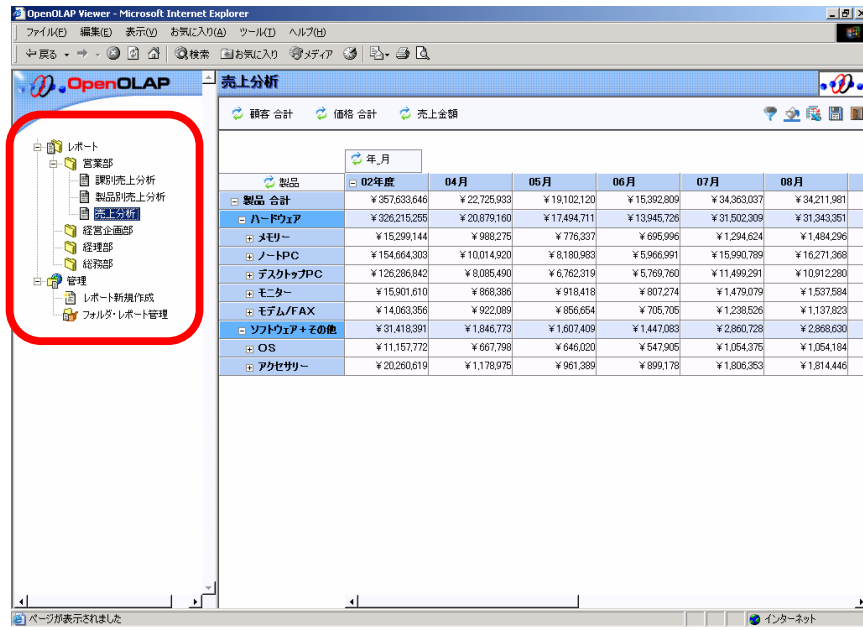 OpenOLAP Viewer - Microsoft Internet Explorer
ファイル(F) 編集(E) 表示(V) お気に入り(A) ツール(T) ヘルプ(H)
戻る 検索 お気に入り メディア
OpenOLAP
売上分析
顧客 合計 価格 合計 売上金額
レポート
営業部
課別売上分析
製品別売上分析
売上分析
経営企画部
経理部
総務部
管理
レポート新規作成
フォルダ・レポート管理
年_月
製品 02年度 04月 05月 06月 07月 08月
製品 合計 ¥357,633,646 ¥22,725,933 ¥19,102,120 ¥15,392,809 ¥34,363,037 ¥34,211,981
ハードウェア ¥326,215,255 ¥20,879,160 ¥17,494,711 ¥13,945,726 ¥31,502,309 ¥31,343,351
メモリー ¥15,299,144 ¥988,275 ¥776,337 ¥695,996 ¥1,294,624 ¥1,484,296
ノートPC ¥154,664,303 ¥10,014,920 ¥8,180,983 ¥5,966,991 ¥15,990,789 ¥16,271,368
デスクトップPC ¥126,286,842 ¥8,085,490 ¥6,762,319 ¥5,769,760 ¥11,499,291 ¥10,912,280
モニター ¥15,901,610 ¥868,386 ¥918,418 ¥807,274 ¥1,479,079 ¥1,537,584
モデム/FAX ¥14,063,356 ¥922,089 ¥856,654 ¥705,705 ¥1,238,526 ¥1,137,823
ソフトウェア+その他 ¥31,418,391 ¥1,846,773 ¥1,607,409 ¥1,447,083 ¥2,860,728 ¥2,868,630
OS ¥11,157,772 ¥667,798 ¥646,020 ¥547,905 ¥1,054,375 ¥1,054,184
アクセサリー ¥20,260,619 ¥1,178,975 ¥961,389 ¥899,178 ¥1,806,353 ¥1,814,446
ページが表示されました インターネット